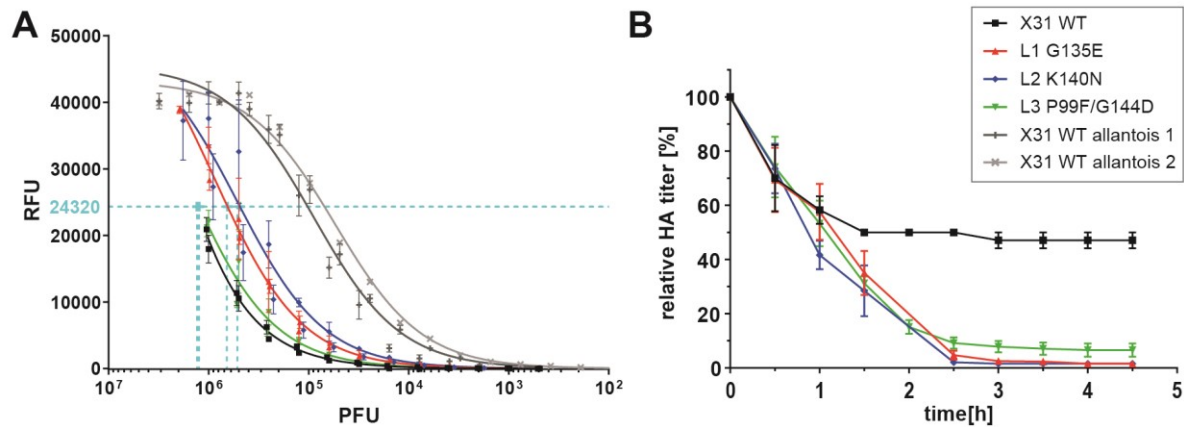 A
50000
40000
30000
24320
20000
10000
0
RFU
10⁷
10⁶
10⁵
10⁴
10³
10²
PFU
B
X31 WT
L1 G135E
L2 K140N
L3 P99F/G144D
X31 WT allantois 1
X31 WT allantois 2
100
80
60
40
20
0
relative HA titer [%]
0
1
2
3
4
5
time[h]